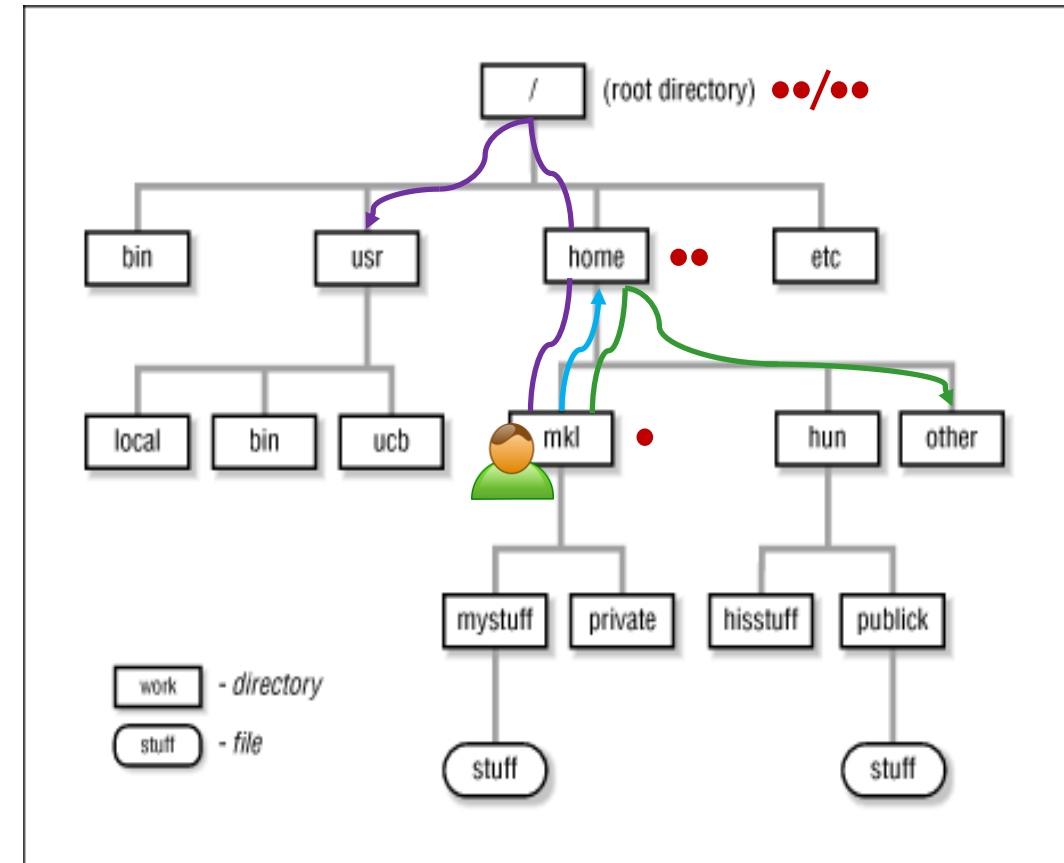 / (root directory) ••/••
bin usr home •• etc
local bin ucb mkl • hun other
mystuff private hisstuff publick
work - directory
stuff - file
stuff stuff